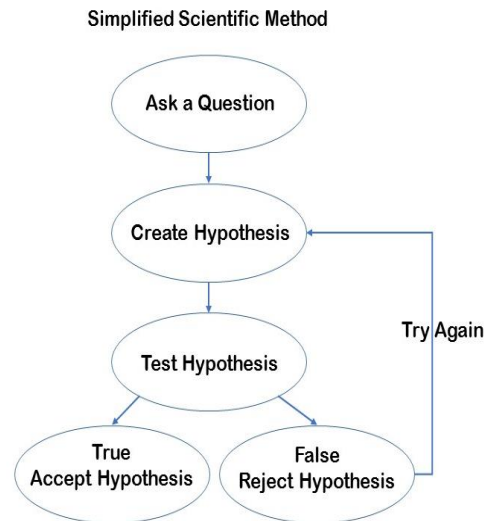 Simplified Scientific Method
Ask a Question
Create Hypothesis
Try Again
Test Hypothesis
True
Accept Hypothesis
False
Reject Hypothesis